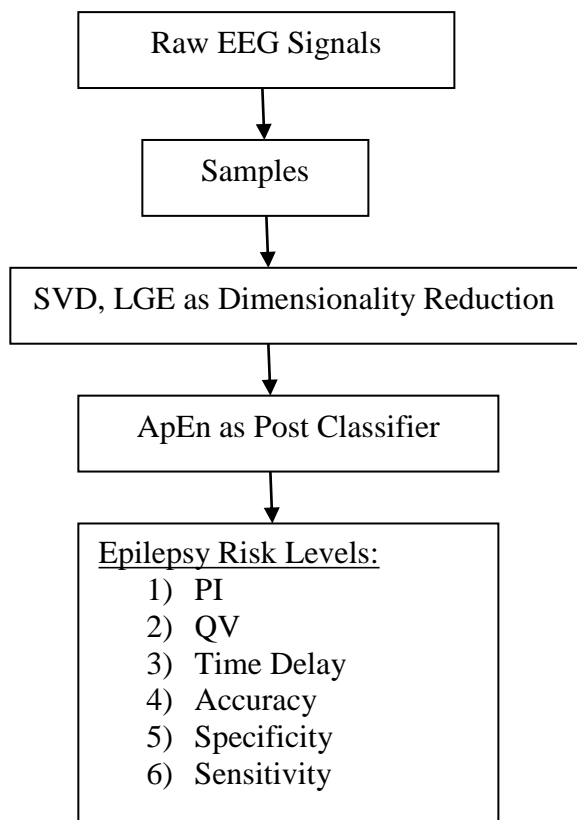 Raw EEG Signals
Samples
SVD, LGE as Dimensionality Reduction
ApEn as Post Classifier
Epilepsy Risk Levels:
1) PI
2) QV
3) Time Delay
4) Accuracy
5) Specificity
6) Sensitivity